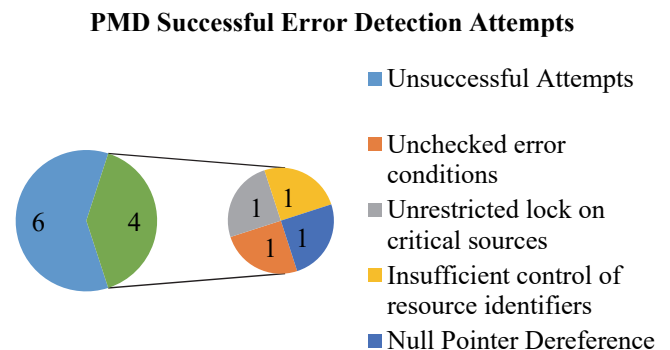 PMD Successful Error Detection Attempts
Unsuccessful Attempts
Unchecked error
conditions
Unrestricted lock on
critical sources
Insufficient control of
resource identifiers
Null Pointer Dereference
6
4
1
1
1
1